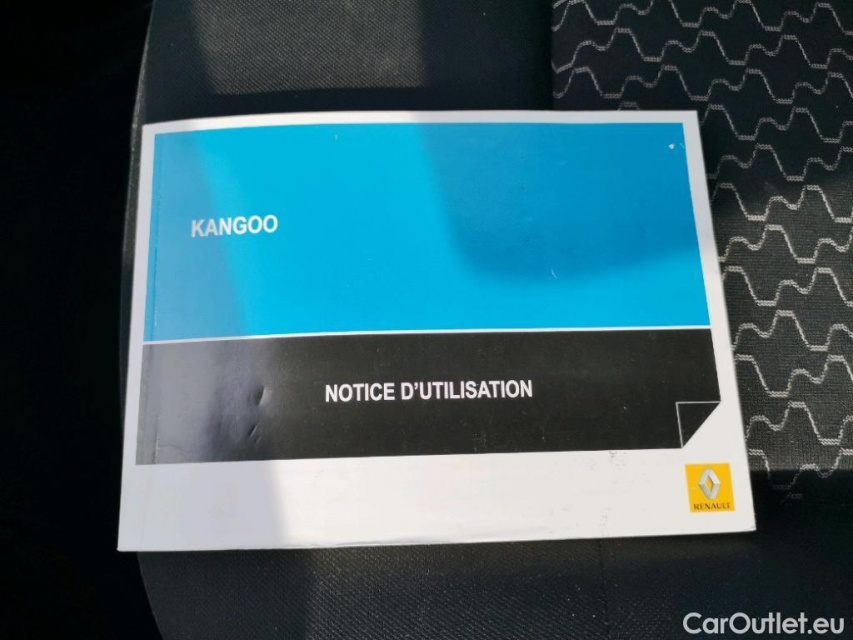 KANGOO
NOTICE D'UTILISATION
RENAULT
CarOutlet.eu